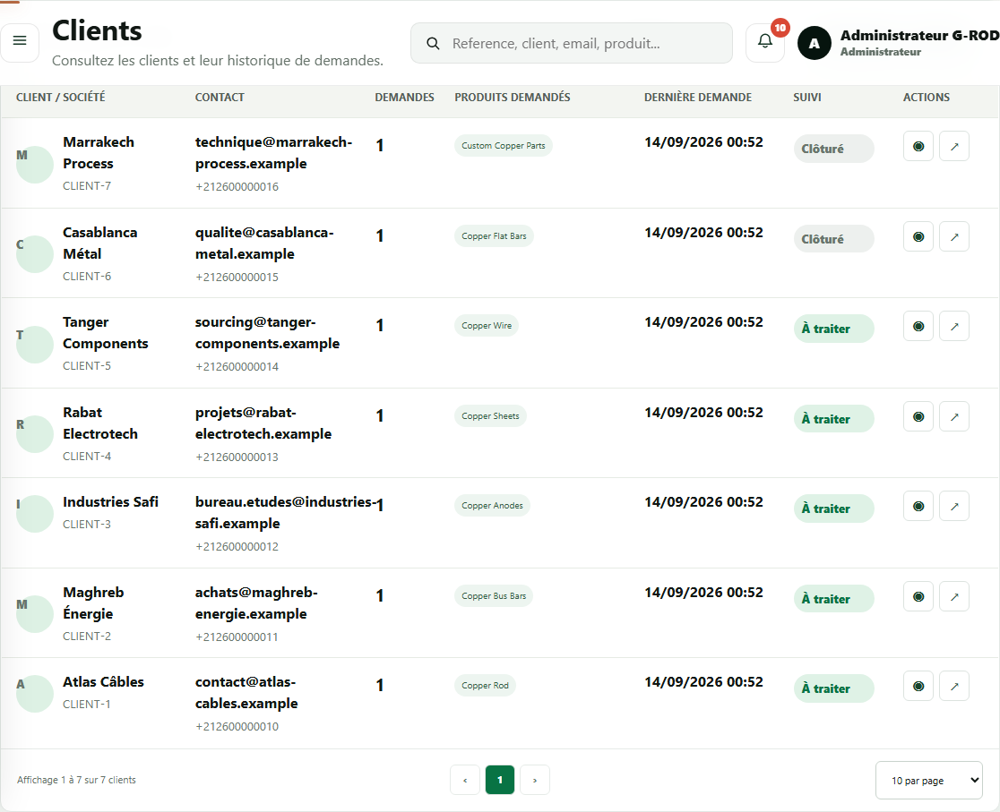 Clients
Consultez les clients et leur historique de demandes.
Reference, client, email, produit...
10
A
Administrateur G-ROD
Administrateur
CLIENT / SOCIÉTÉ CONTACT DEMANDES PRODUITS DEMANDÉS DERNIÈRE DEMANDE SUIVI ACTIONS
M
Marrakech
Process
CLIENT-7
technique@marrakech-
process.example
+212600000016
1
Custom Copper Parts
14/09/2026 00:52
Clôturé
C
Casablanca
Métal
CLIENT-6
qualite@casablanca-
metal.example
+212600000015
1
Copper Flat Bars
14/09/2026 00:52
Clôturé
T
Tanger
Components
CLIENT-5
sourcing@tanger-
components.example
+212600000014
1
Copper Wire
14/09/2026 00:52
À traiter
R
Rabat
Electrotech
CLIENT-4
projets@rabat-
electrotech.example
+212600000013
1
Copper Sheets
14/09/2026 00:52
À traiter
I
Industries Safi
CLIENT-3
bureau.etudes@industries-
safi.example
+212600000012
1
Copper Anodes
14/09/2026 00:52
À traiter
M
Maghreb
Énergie
CLIENT-2
achats@maghreb-
energie.example
+212600000011
1
Copper Bus Bars
14/09/2026 00:52
À traiter
A
Atlas Câbles
CLIENT-1
contact@atlas-
cables.example
+212600000010
1
Copper Rod
14/09/2026 00:52
À traiter
Affichage 1 à 7 sur 7 clients
‹ 1 ›
10 par page